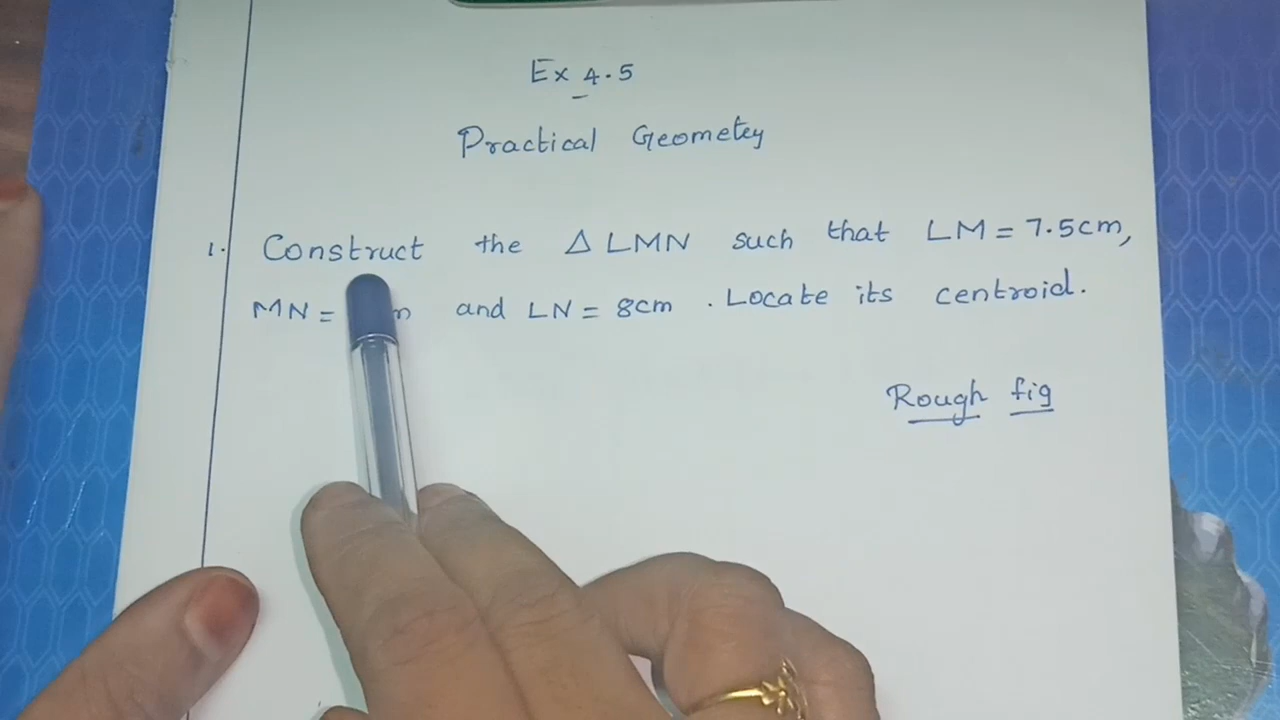 Ex 4.5
Practical Geometry
1. Construct the △ LMN such that LM = 7.5cm,
MN = and LN = 8cm . Locate its centroid.
Rough fig